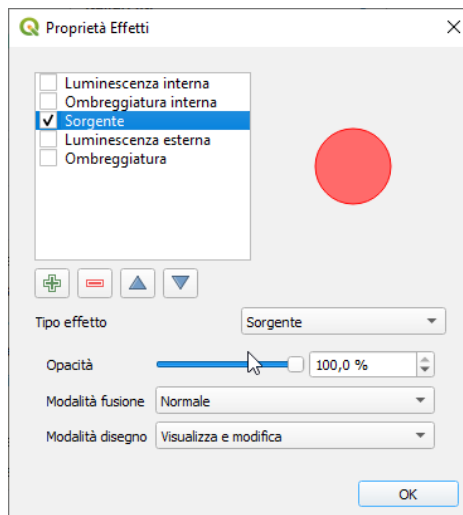 Proprietà Effetti
Luminescenza interna
Ombreggiatura interna
Sorgente
Luminescenza esterna
Ombreggiatura
Tipo effetto Sorgente
Opacità 100,0 %
Modalità fusione Normale
Modalità disegno Visualizza e modifica
OK